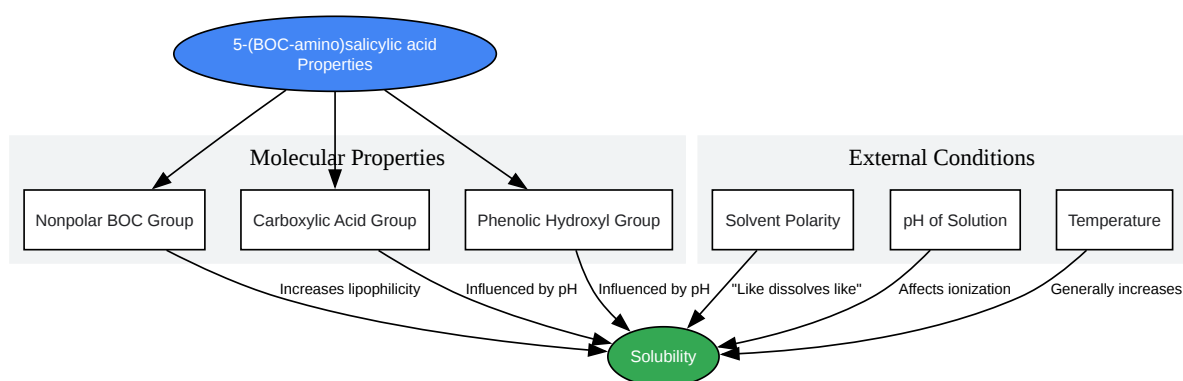 5-(BOC-amino)salicylic acid
Properties
Molecular Properties
External Conditions
Nonpolar BOC Group
Carboxylic Acid Group
Phenolic Hydroxyl Group
Solvent Polarity
pH of Solution
Temperature
Increases lipophilicity
Influenced by pH
Influenced by pH
"Like dissolves like"
Affects ionization
Generally increases
Solubility